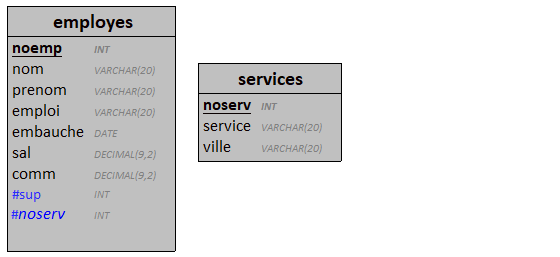 employes
noemp INT
nom VARCHAR(20)
prenom VARCHAR(20)
emploi VARCHAR(20)
embauche DATE
sal DECIMAL(9,2)
comm DECIMAL(9,2)
#sup INT
#noserv INT
services
noserv INT
service VARCHAR(20)
ville VARCHAR(20)